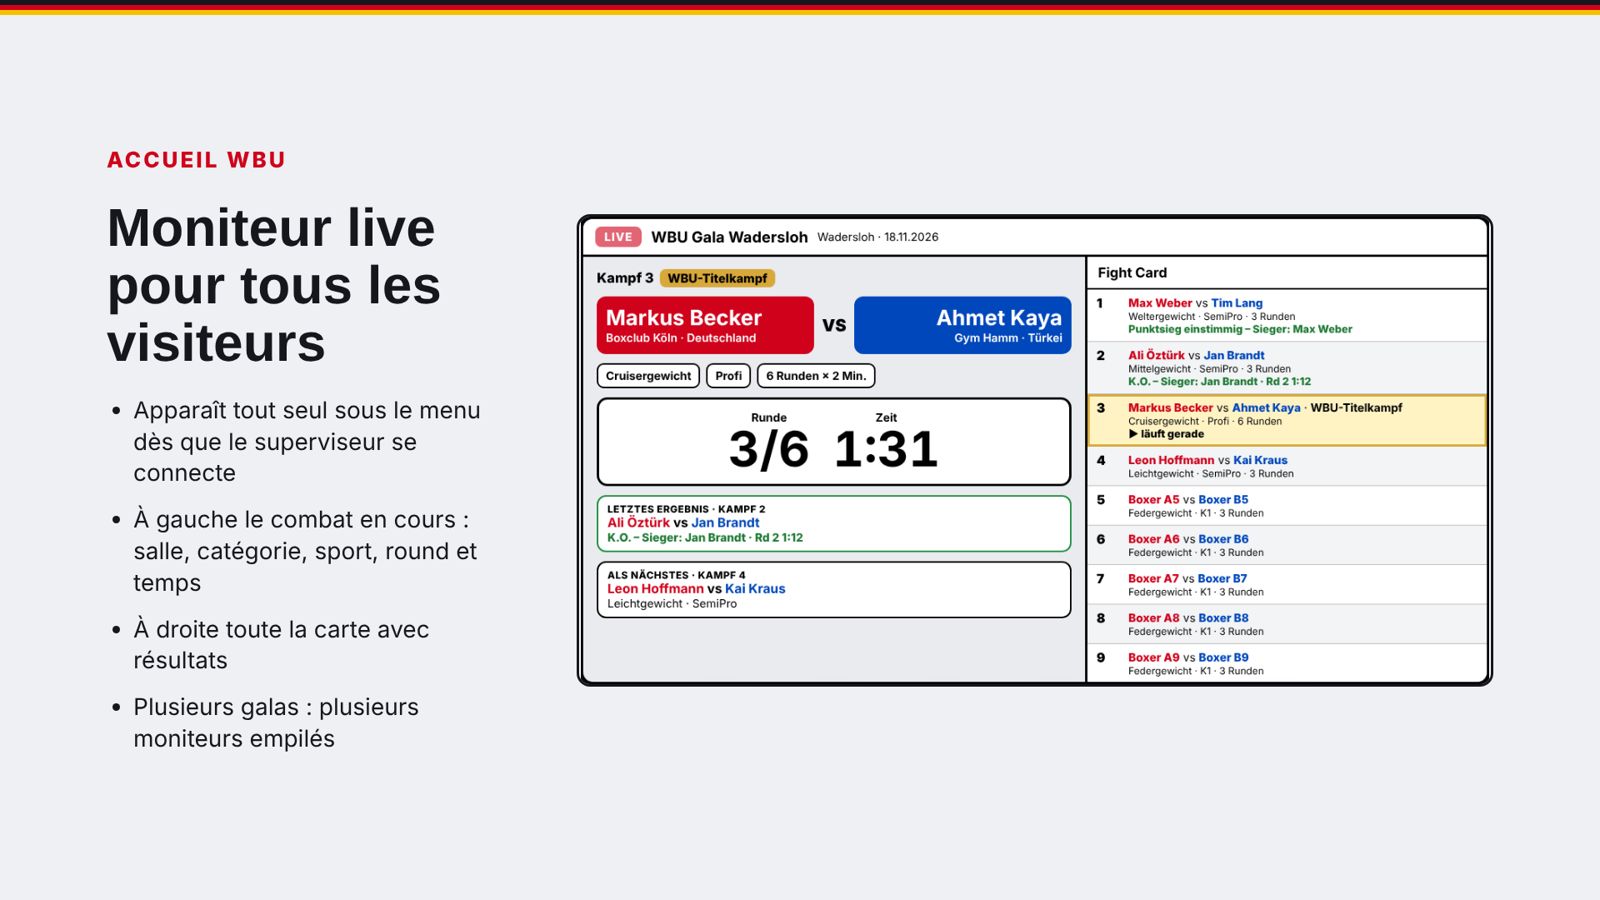 ACCUEIL WBU
Moniteur live
pour tous les
visiteurs
• Apparaît tout seul sous le menu
dès que le superviseur se
connecte
• À gauche le combat en cours :
salle, catégorie, sport, round et
temps
• À droite toute la carte avec
résultats
• Plusieurs galas : plusieurs
moniteurs empilés
LIVE WBU Gala Wadersloh Wadersloh · 18.11.2026
Kampf 3 WBU-Titelkampf
Markus Becker
Boxclub Köln · Deutschland
vs
Ahmet Kaya
Gym Hamm · Türkei
Cruisergewicht Profi 6 Runden × 2 Min.
Runde Zeit
3/6 1:31
LETZTES ERGEBNIS · KAMPF 2
Ali Öztürk vs Jan Brandt
K.O. – Sieger: Jan Brandt · Rd 2 1:12
ALS NÄCHSTES · KAMPF 4
Leon Hoffmann vs Kai Kraus
Leichtgewicht · SemiPro
Fight Card
1 Max Weber vs Tim Lang
Weltergewicht · SemiPro · 3 Runden
Punktsieg einstimmig – Sieger: Max Weber
2 Ali Öztürk vs Jan Brandt
Mittelgewicht · SemiPro · 3 Runden
K.O. – Sieger: Jan Brandt · Rd 2 1:12
3 Markus Becker vs Ahmet Kaya · WBU-Titelkampf
Cruisergewicht · Profi · 6 Runden
▶ läuft gerade
4 Leon Hoffmann vs Kai Kraus
Leichtgewicht · SemiPro · 3 Runden
5 Boxer A5 vs Boxer B5
Federgewicht · K1 · 3 Runden
6 Boxer A6 vs Boxer B6
Federgewicht · K1 · 3 Runden
7 Boxer A7 vs Boxer B7
Federgewicht · K1 · 3 Runden
8 Boxer A8 vs Boxer B8
Federgewicht · K1 · 3 Runden
9 Boxer A9 vs Boxer B9
Federgewicht · K1 · 3 Runden